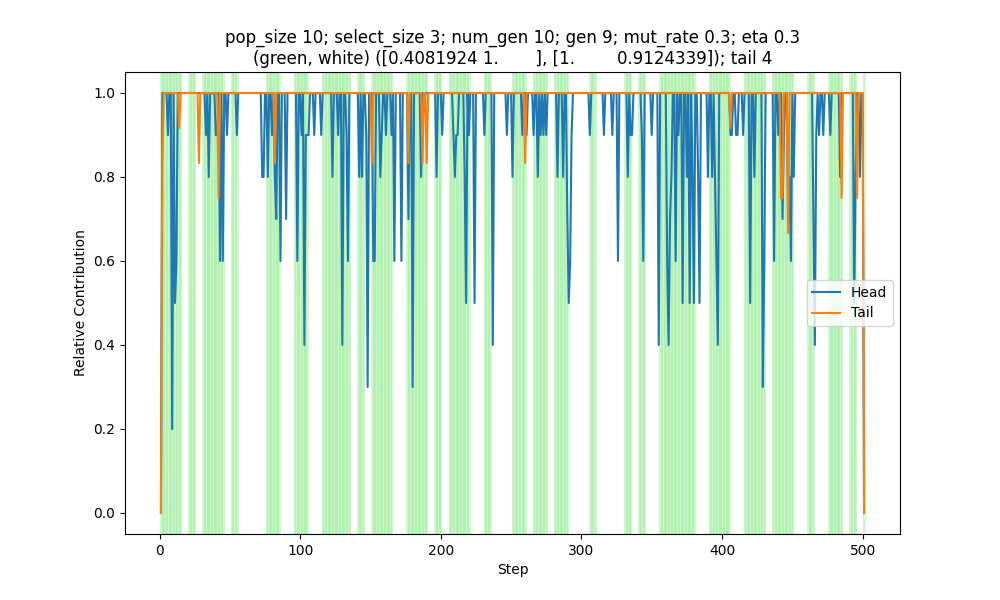 pop_size 10; select_size 3; num_gen 10; gen 9; mut_rate 0.3; eta 0.3
(green, white) ([0.4081924 1.        ], [1.        0.9124339]); tail 4
1.0
0.8
0.6
0.4
0.2
0.0
Relative Contribution
Head
Tail
0 100 200 300 400 500
Step